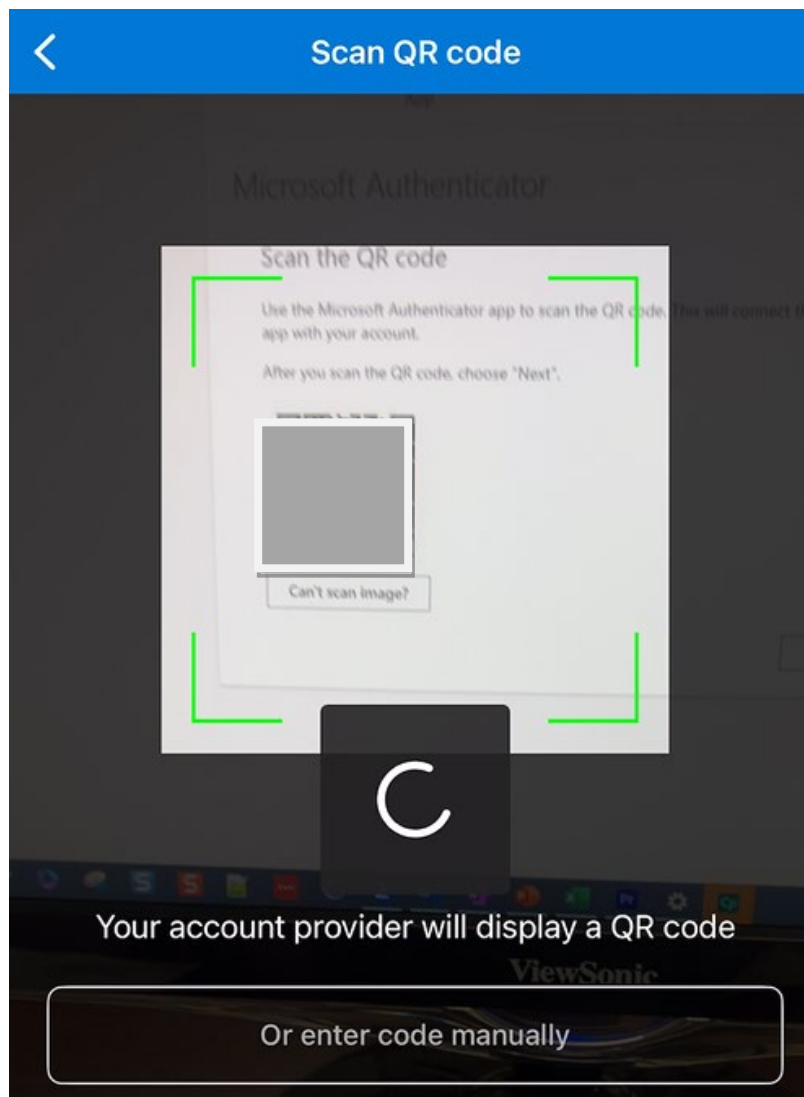 Scan QR code
App
Microsoft Authenticator
Scan the QR code
Use the Microsoft Authenticator app to scan the QR code. This will connect
app with your account.
After you scan the QR code, choose "Next".
Can't scan image?
Your account provider will display a QR code
ViewSonic
Or enter code manually